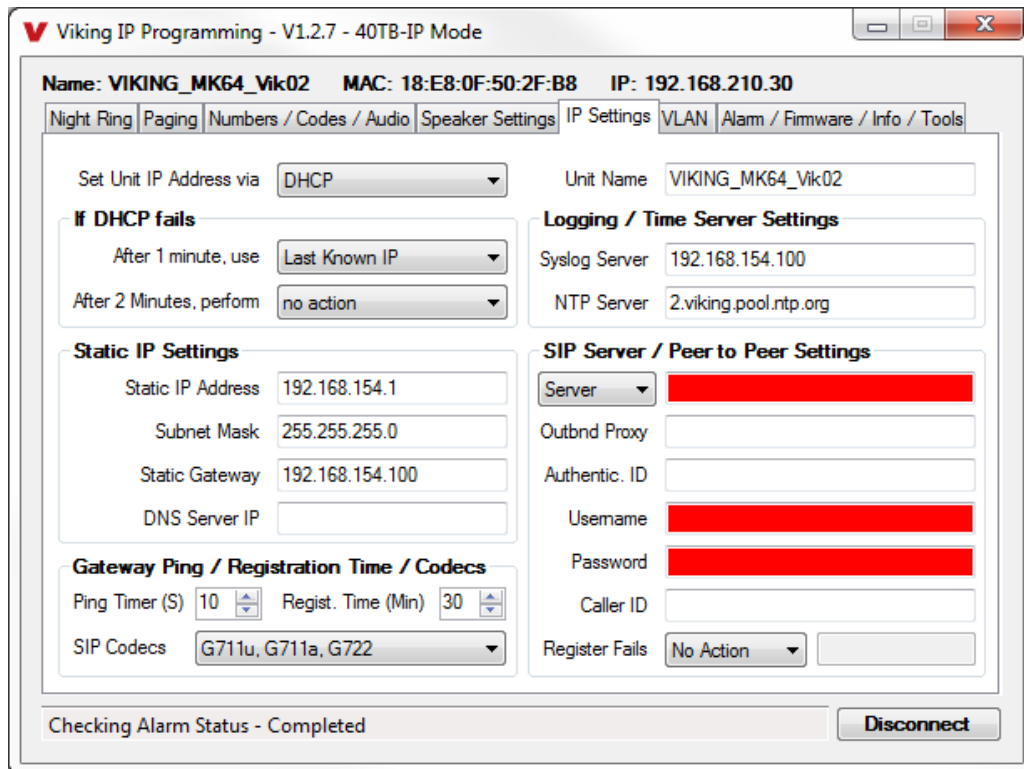 Viking IP Programming - V1.2.7 - 40TB-IP Mode
Name: VIKING_MK64_Vik02 MAC: 18:E8:0F:50:2F:B8 IP: 192.168.210.30
Night Ring Paging Numbers / Codes / Audio Speaker Settings IP Settings VLAN Alarm / Firmware / Info / Tools
Set Unit IP Address via DHCP
If DHCP fails
After 1 minute, use Last Known IP
After 2 Minutes, perform no action
Static IP Settings
Static IP Address 192.168.154.1
Subnet Mask 255.255.255.0
Static Gateway 192.168.154.100
DNS Server IP
Gateway Ping / Registration Time / Codecs
Ping Timer (S) 10 Regist. Time (Min) 30
SIP Codecs G711u, G711a, G722
Unit Name VIKING_MK64_Vik02
Logging / Time Server Settings
Syslog Server 192.168.154.100
NTP Server 2.viking.pool.ntp.org
SIP Server / Peer to Peer Settings
Server
Outbnd Proxy
Authentic. ID
Username
Password
Caller ID
Register Fails No Action
Checking Alarm Status - Completed
Disconnect